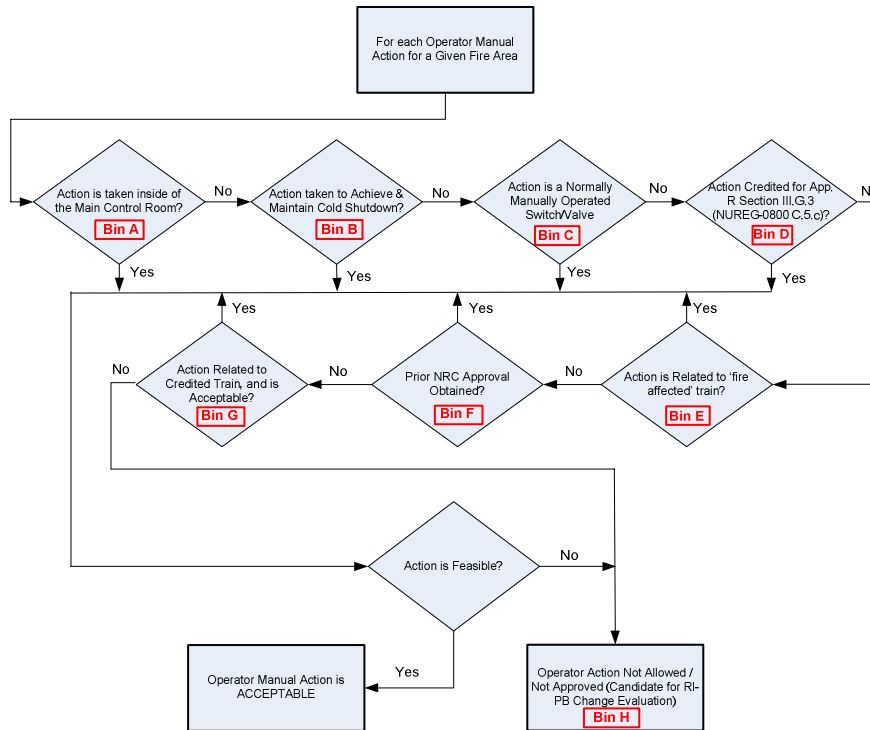 For each Operator Manual
Action for a Given Fire Area
Action is taken inside of
the Main Control Room?
Bin A
No
Yes
Action taken to Achieve &
Maintain Cold Shutdown?
Bin B
No
Yes
Action is a Normally
Manually Operated
Switch/Valve
Bin C
No
Yes
Action Credited for App.
R Section III.G.3
(NUREG-0800 C.5.c)?
Bin D
Yes
Action is Related to ‘fire
affected’ train?
Bin E
Yes
No
Prior NRC Approval
Obtained?
Bin F
Yes
No
Action Related to
Credited Train, and is
Acceptable?
Bin G
Yes
No
Action is Feasible?
No
Yes
Operator Manual Action is
ACCEPTABLE
Operator Action Not Allowed /
Not Approved (Candidate for RI-
PB Change Evaluation)
Bin H